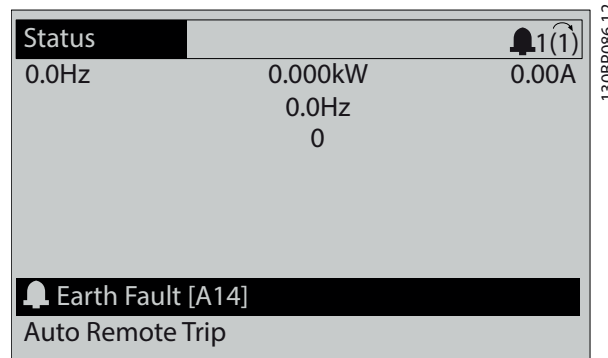 Status 1(1)
0.0Hz 0.000kW 0.00A
0.0Hz
0
Earth Fault [A14]
Auto Remote Trip
130BP086.12